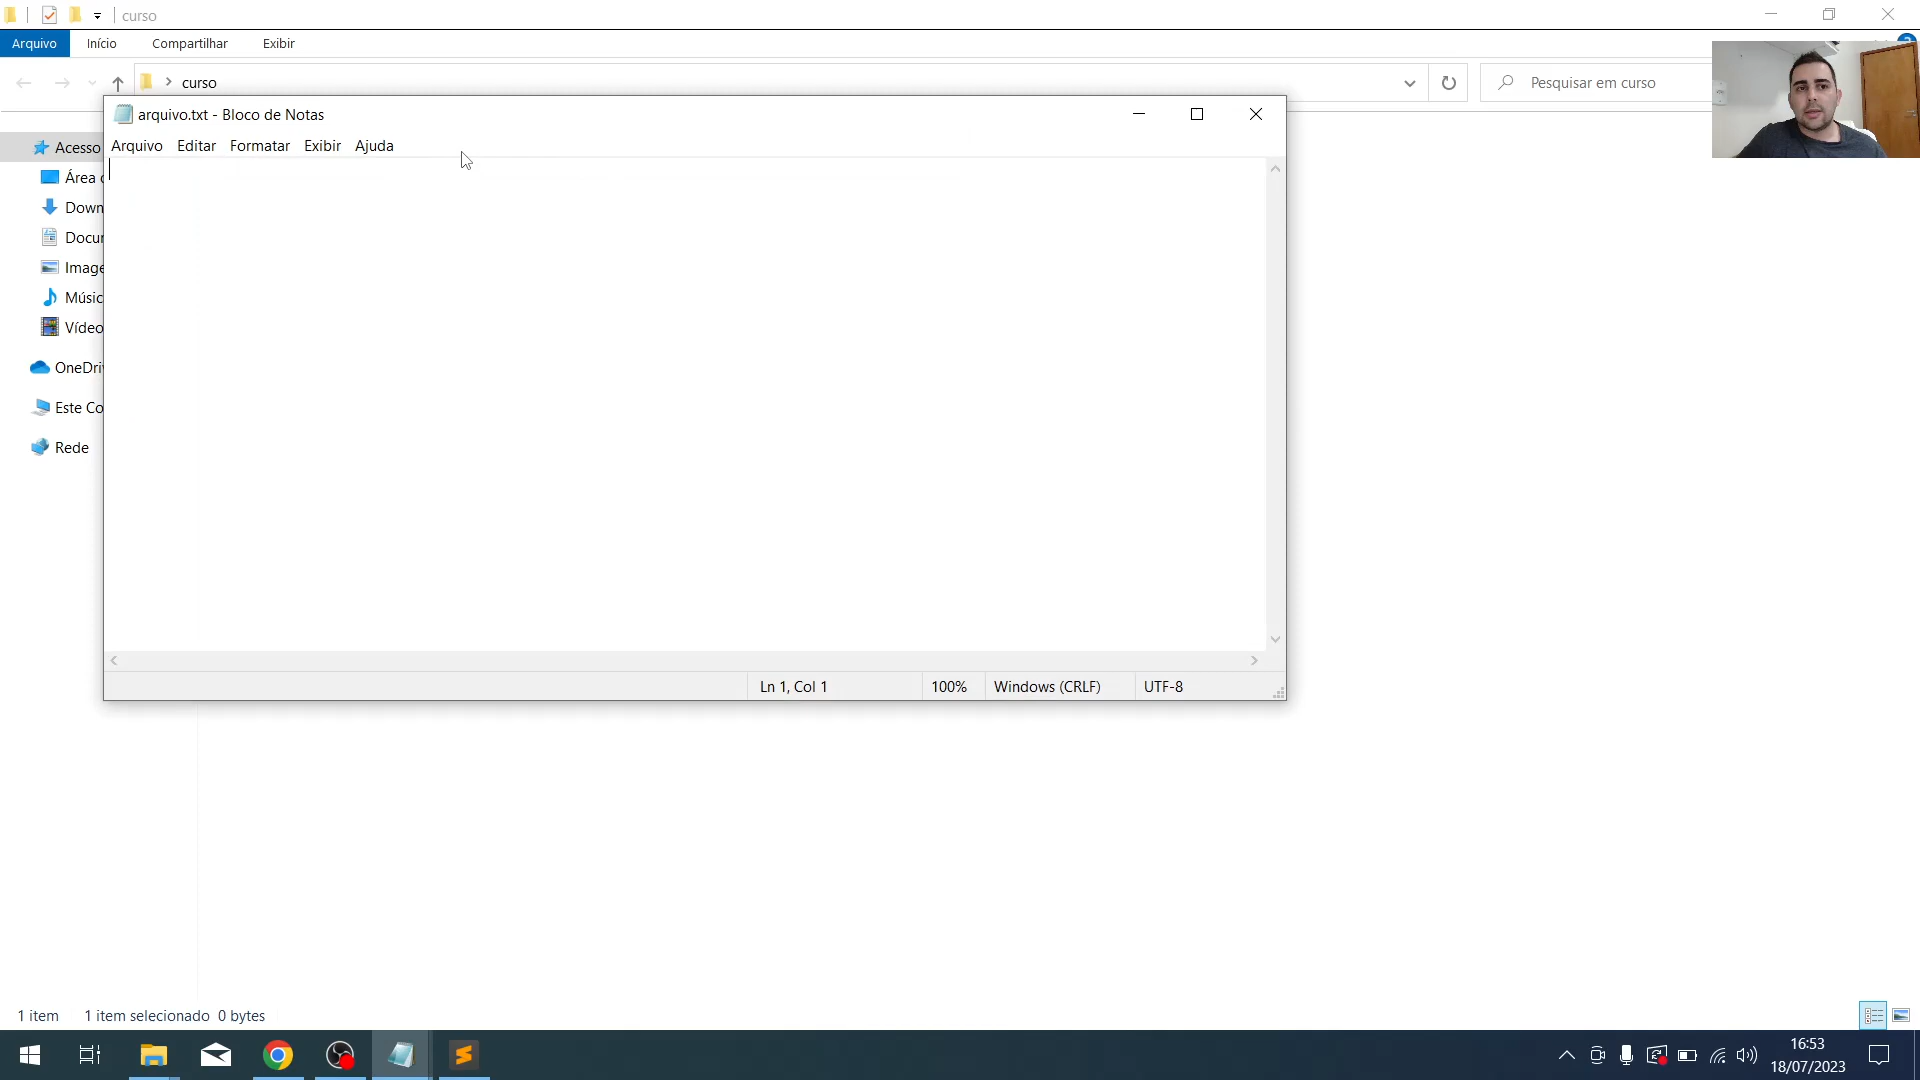 curso
Arquivo Início Compartilhar Exibir
curso
Pesquisar em curso
arquivo.txt - Bloco de Notas
Arquivo Editar Formatar Exibir Ajuda
Acesso
Área
Down
Docu
Image
Músic
Vídeo
OneDri
Este Co
Rede
Ln 1, Col 1
100%
Windows (CRLF)
UTF-8
1 item
1 item selecionado 0 bytes
16:53
18/07/2023